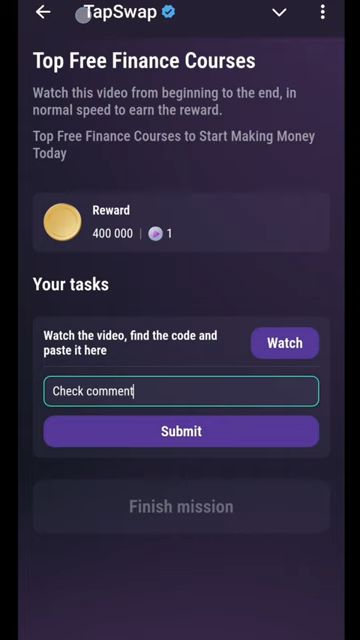 TapSwap
Top Free Finance Courses
Watch this video from beginning to the end, in
normal speed to earn the reward.
Top Free Finance Courses to Start Making Money
Today
Reward
400 000 | 1
Your tasks
Watch the video, find the code and
paste it here
Watch
Check comment
Submit
Finish mission